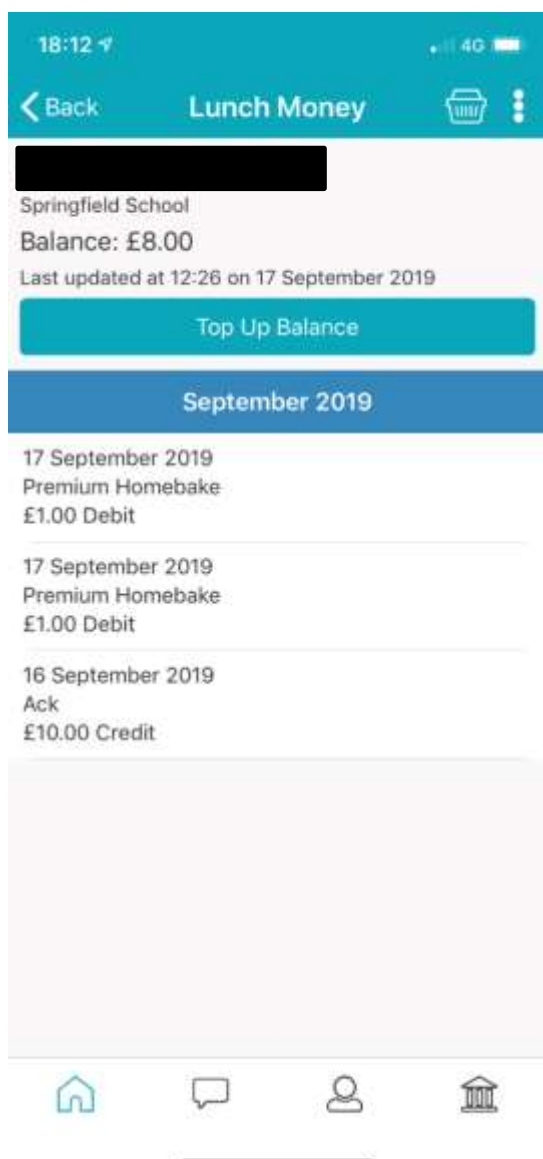 18:12
4G
Back
Lunch Money
Springfield School
Balance: £8.00
Last updated at 12:26 on 17 September 2019
Top Up Balance
September 2019
17 September 2019
Premium Homebake
£1.00 Debit
17 September 2019
Premium Homebake
£1.00 Debit
16 September 2019
Ack
£10.00 Credit